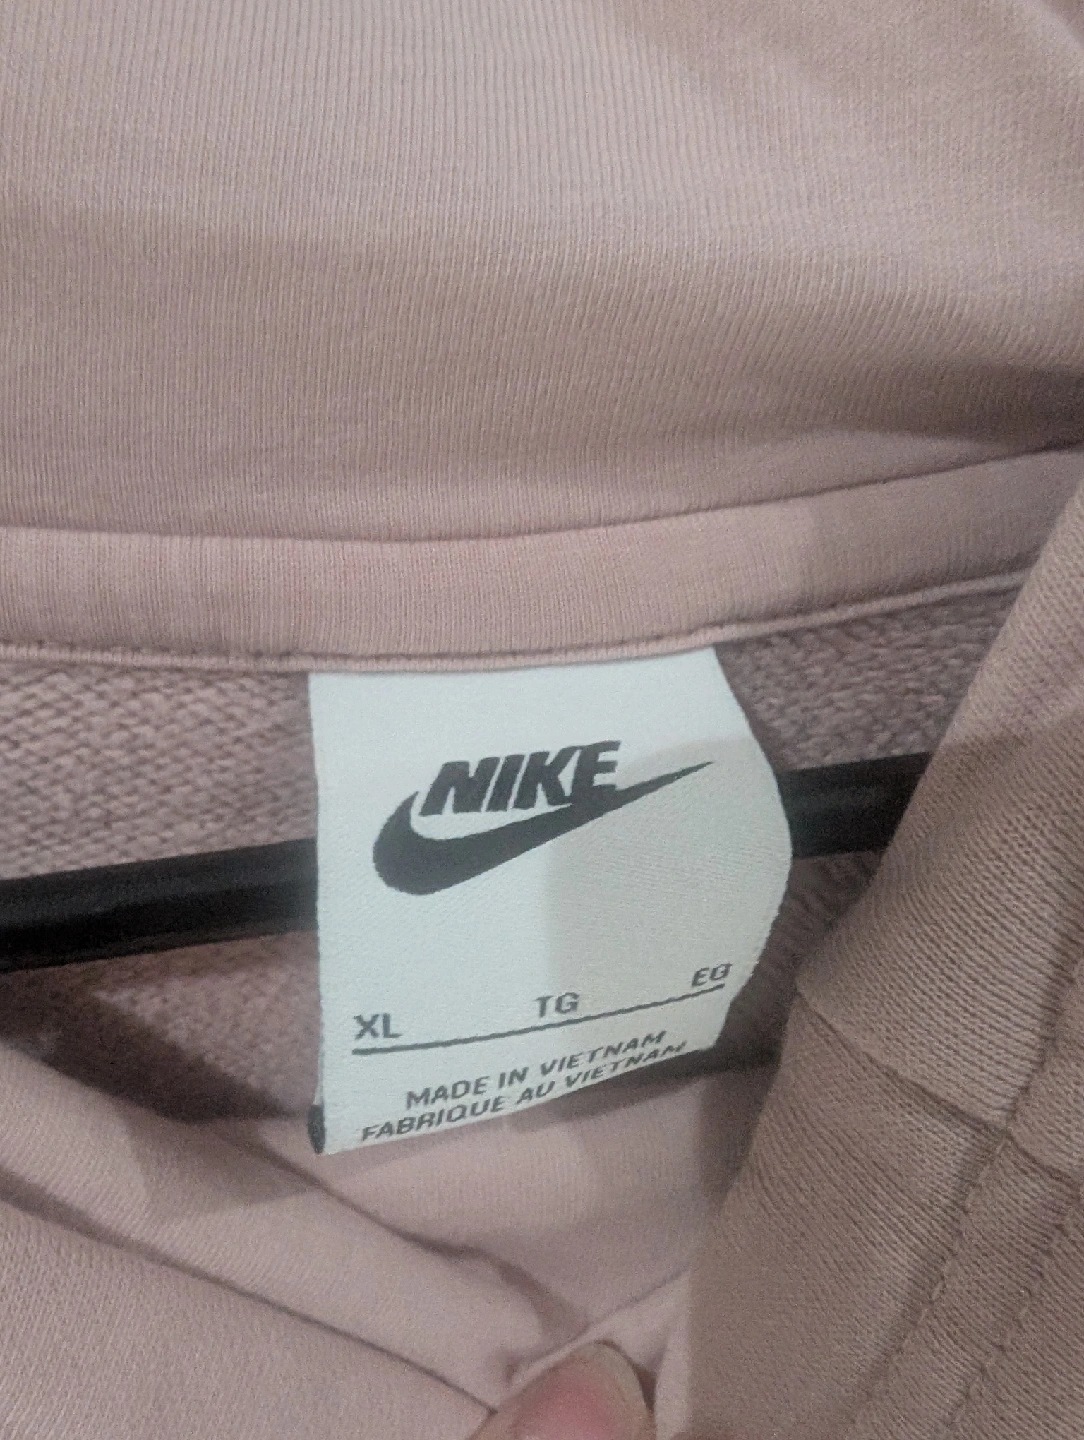 NIKE
XL TG EG
MADE IN VIETNAM
FABRIQUE AU VIETNAM